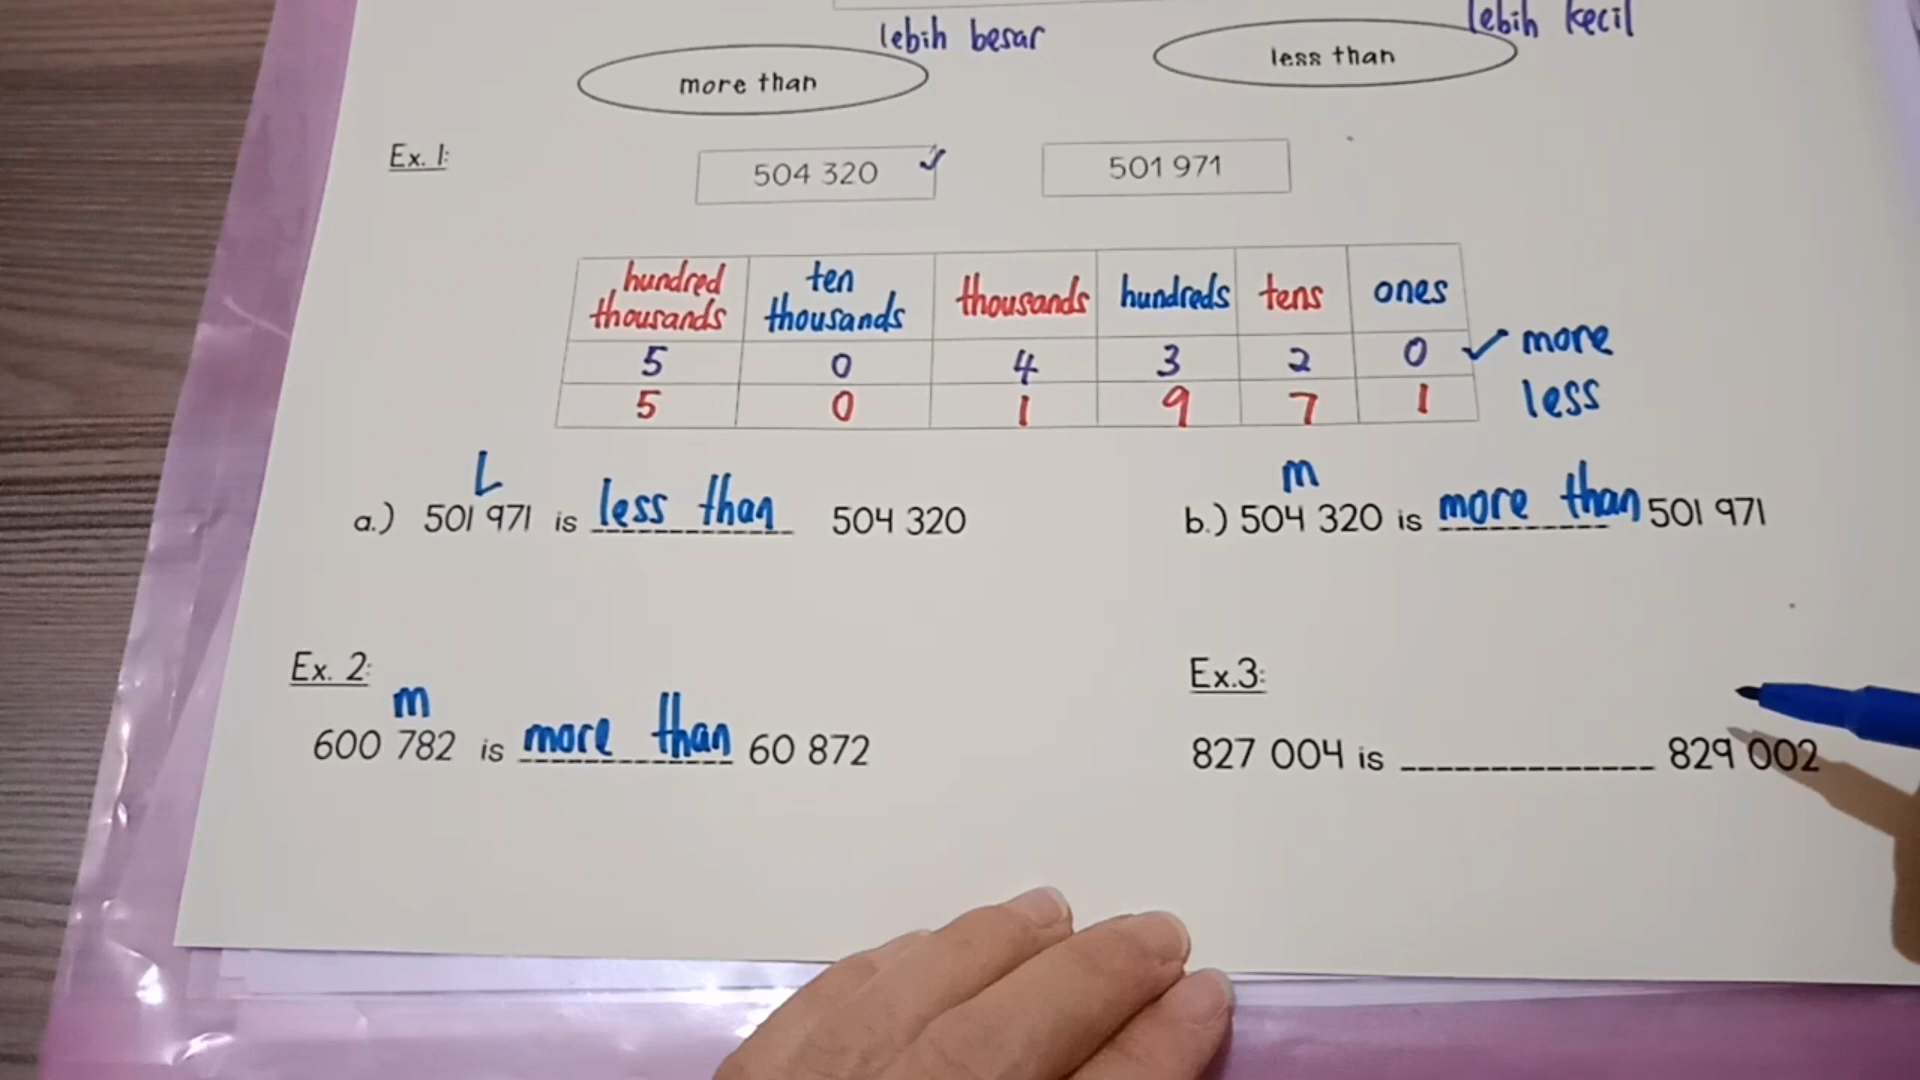 lebih besar
lebih kecil
more than
less than
Ex. 1:
504 320
501 971
hundred thousands ten thousands thousands hundreds tens ones
5 0 4 3 2 0 ✓ more
5 0 1 9 7 1 less
L
a.) 501 971 is less than 504 320
m
b.) 504 320 is more than 501 971
Ex. 2:
m
600 782 is more than 60 872
Ex.3:
827 004 is ______________ 829 002